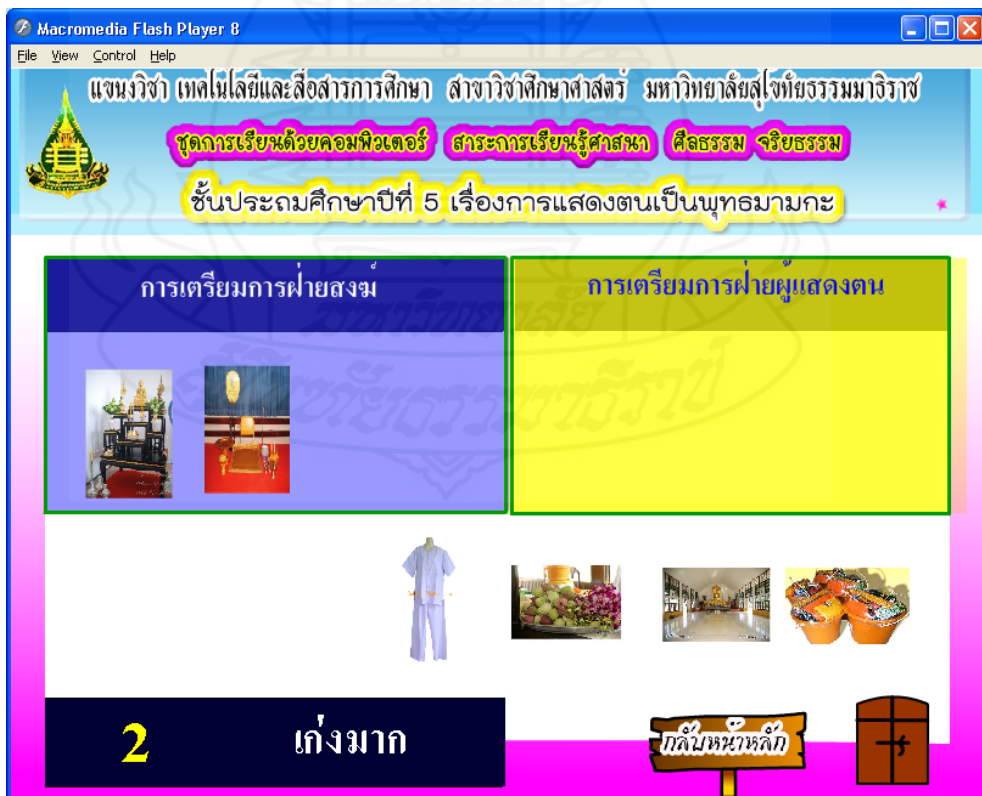 Macromedia Flash Player 8
File View Control Help
แขนงวิชา เทคโนโลยีและสื่อสารการศึกษา สาขาวิชาศึกษาศาสตร์ มหาวิทยาลัยสุโขทัยธรรมมาธิราช
ชุดการเรียนด้วยคอมพิวเตอร์ สาระการเรียนรู้ศาสนา ศีลธรรม จริยธรรม
ชั้นประถมศึกษาปีที่ 5 เรื่องการแสดงตนเป็นพุทธมามกะ
การเตรียมการฝ่ายสงฆ์
การเตรียมการฝ่ายผู้แสดงตน
2 เก่งมาก
กลับหน้าหลัก